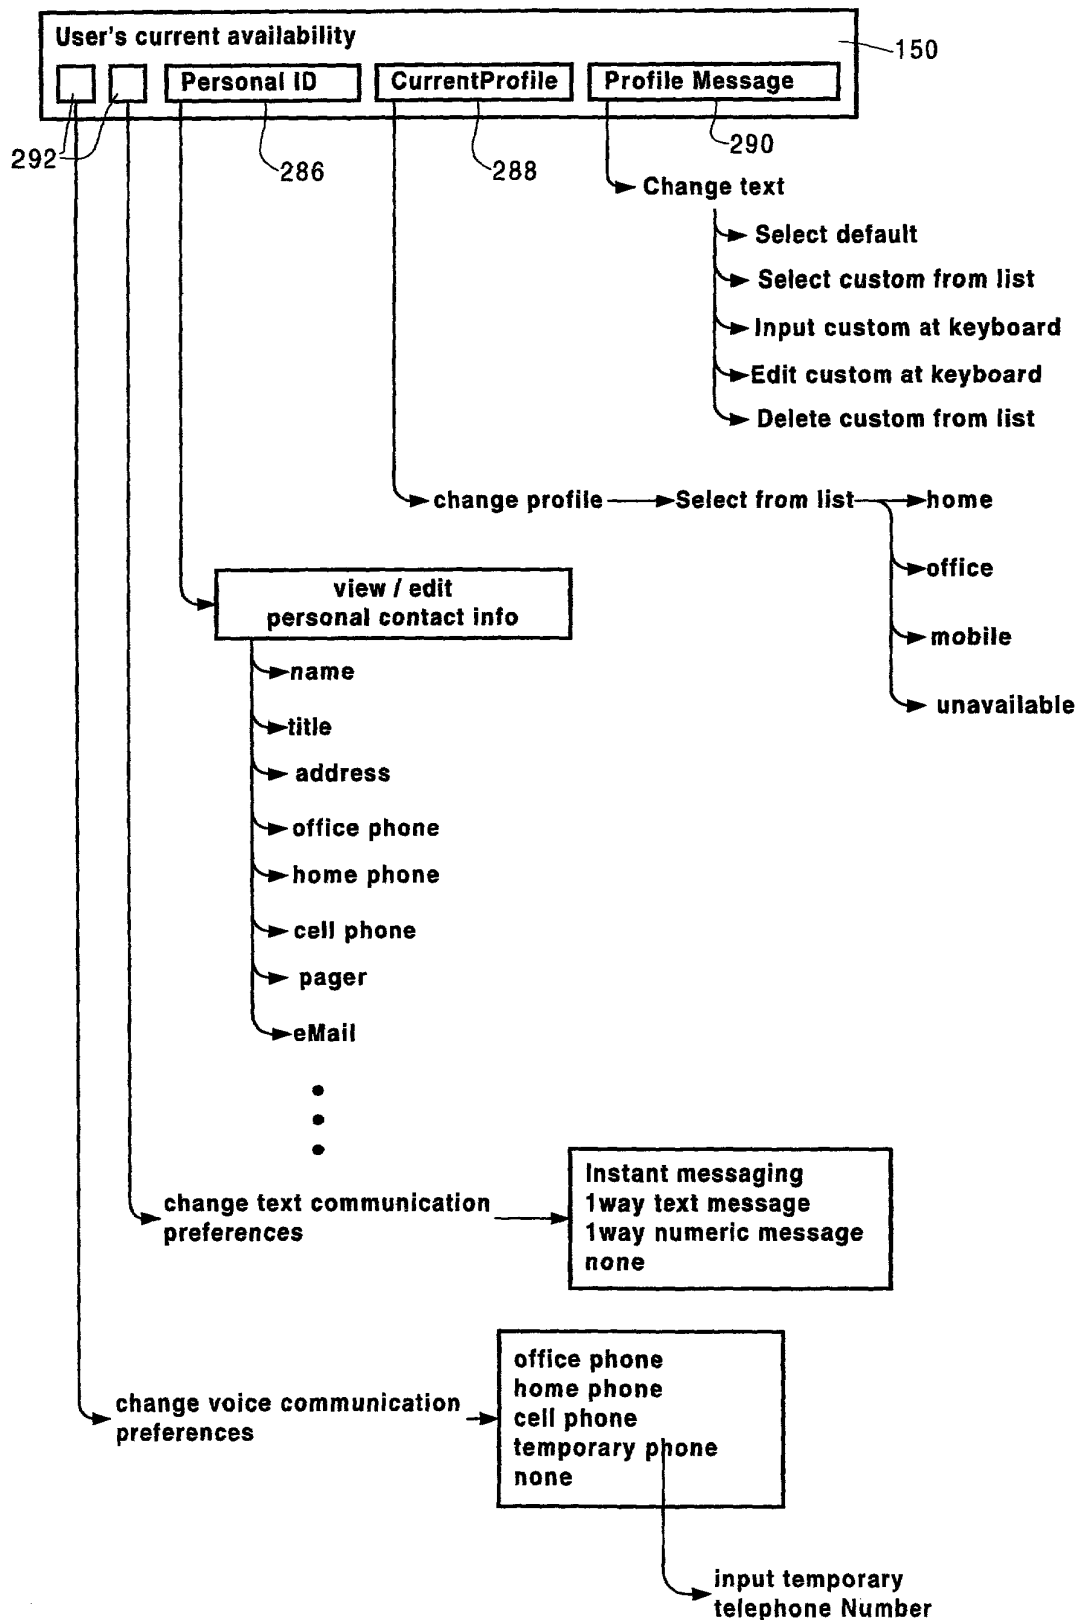 User's current availability
150
Personal ID
CurrentProfile
Profile Message
292
286
288
290
Change text
Select default
Select custom from list
Input custom at keyboard
Edit custom at keyboard
Delete custom from list
change profile
Select from list
home
office
mobile
unavailable
view / edit
personal contact info
name
title
address
office phone
home phone
cell phone
pager
eMail
change text communication
preferences
Instant messaging
1way text message
1way numeric message
none
change voice communication
preferences
office phone
home phone
cell phone
temporary phone
none
input temporary
telephone Number